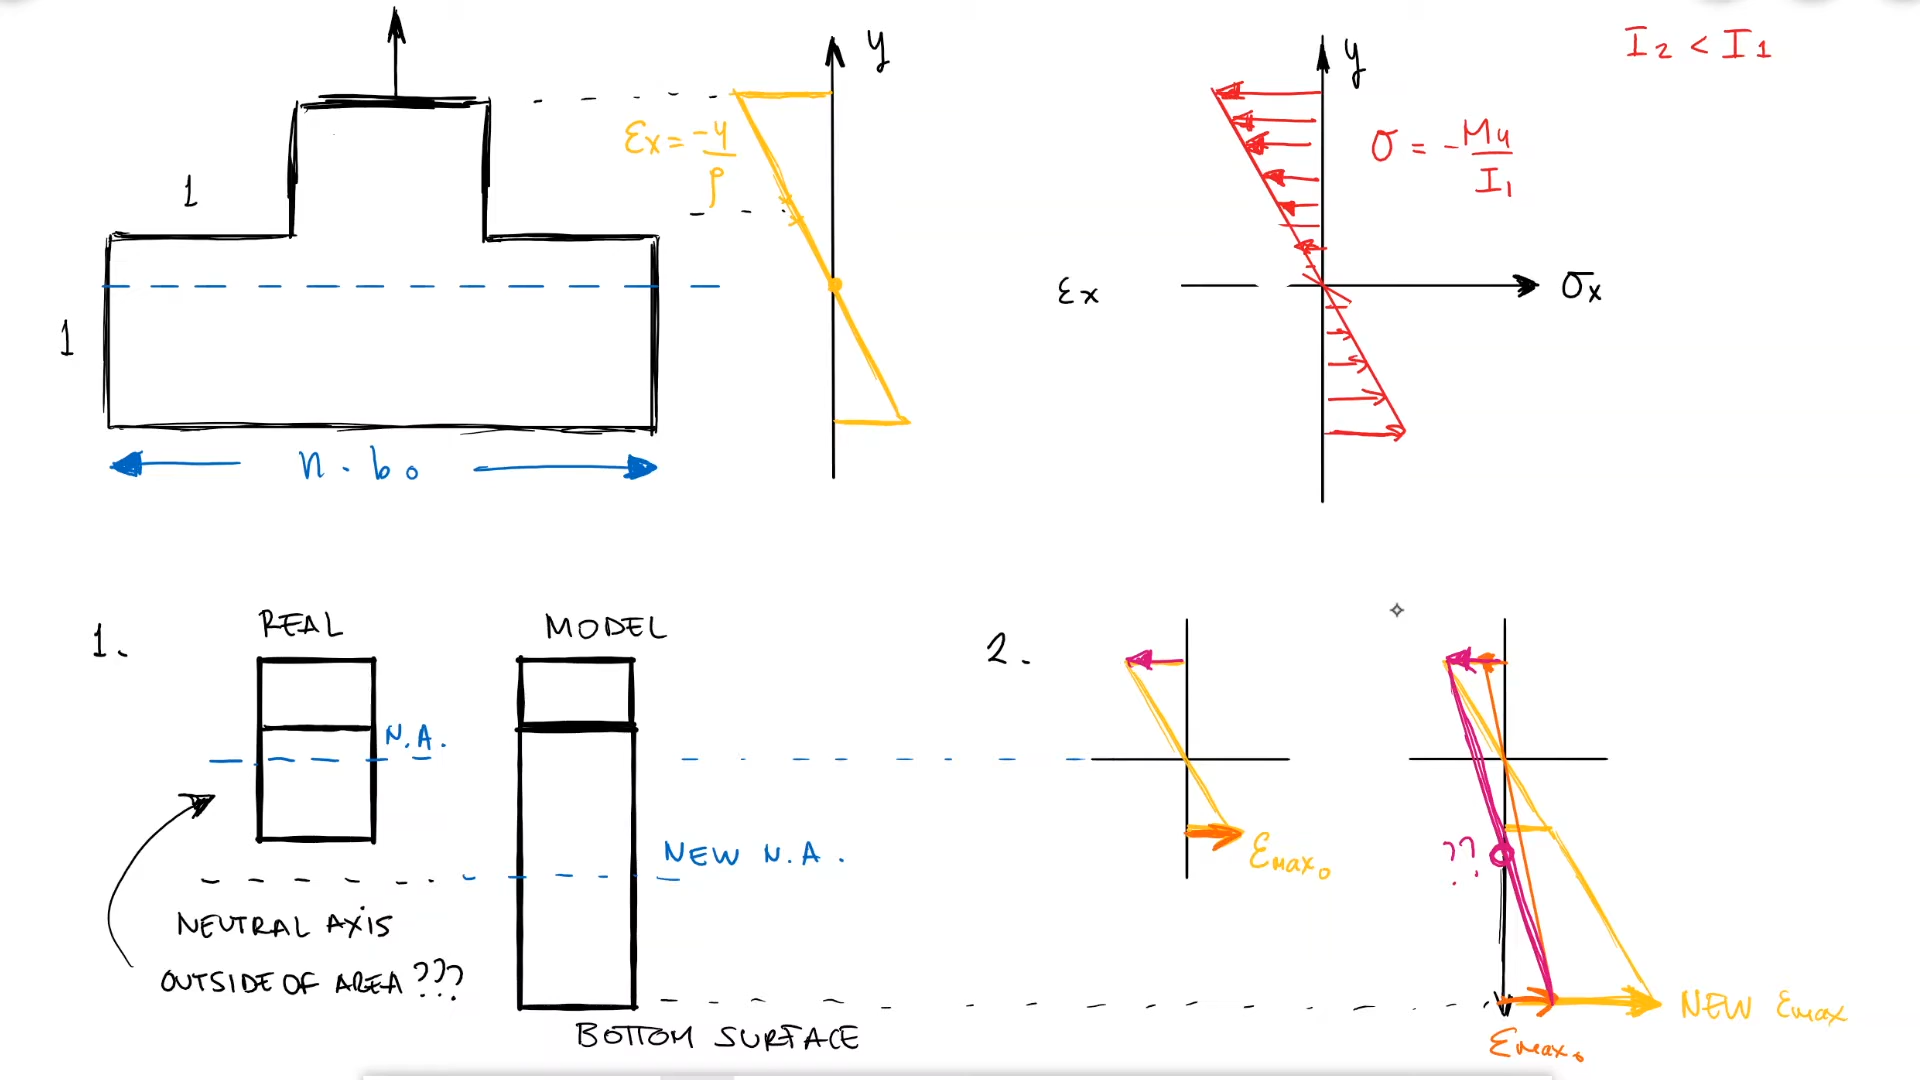 y
εx = -y/ρ
1
1
n · b₀
y
σ = -My/I₁
I₂ < I₁
εx
σx
1.
REAL
MODEL
N.A.
NEW N.A.
NEUTRAL AXIS
OUTSIDE OF AREA ???
BOTTOM SURFACE
2.
εmax₀
??
NEW εmax
εmax₀